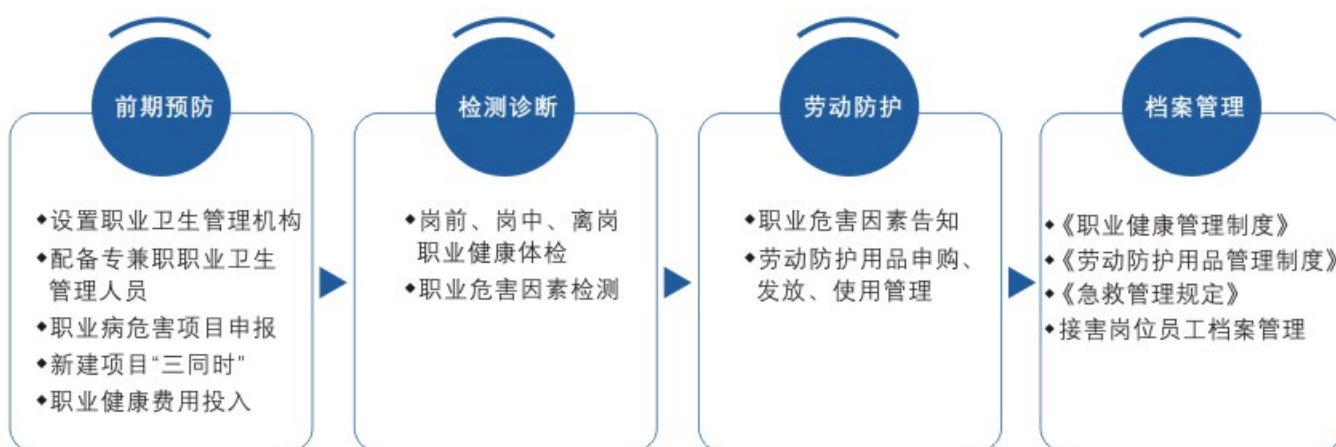 前期预防
◆设置职业卫生管理机构
◆配备专兼职职业卫生
管理人员
◆职业病危害项目申报
◆新建项目“三同时”
◆职业健康费用投入
检测诊断
◆岗前、岗中、离岗
职业健康体检
◆职业危害因素检测
劳动防护
◆职业危害因素告知
◆劳动防护用品申购、
发放、使用管理
档案管理
◆《职业健康管理制度》
◆《劳动防护用品管理制度》
◆《急救管理规定》
◆接害岗位员工档案管理